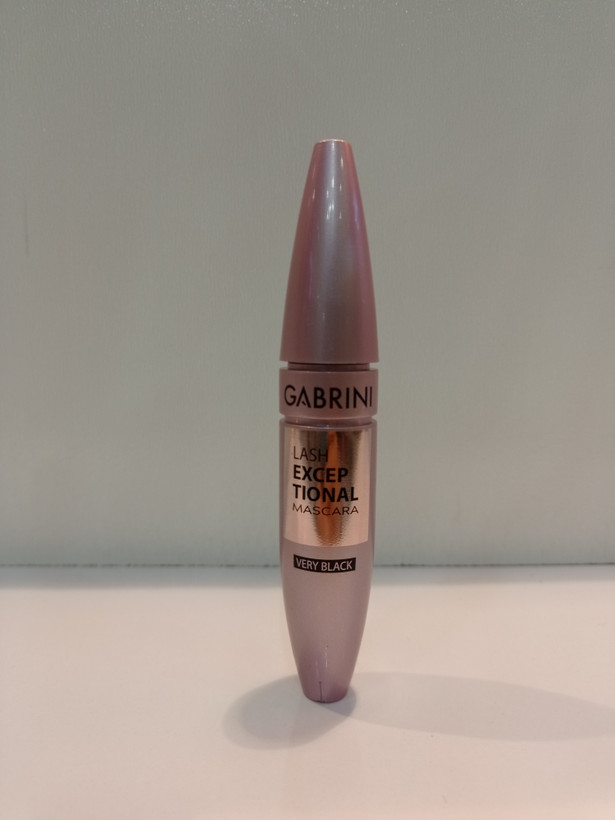 GABRINI
LASH
EXCEP
TIONAL
MASCARA
VERY BLACK